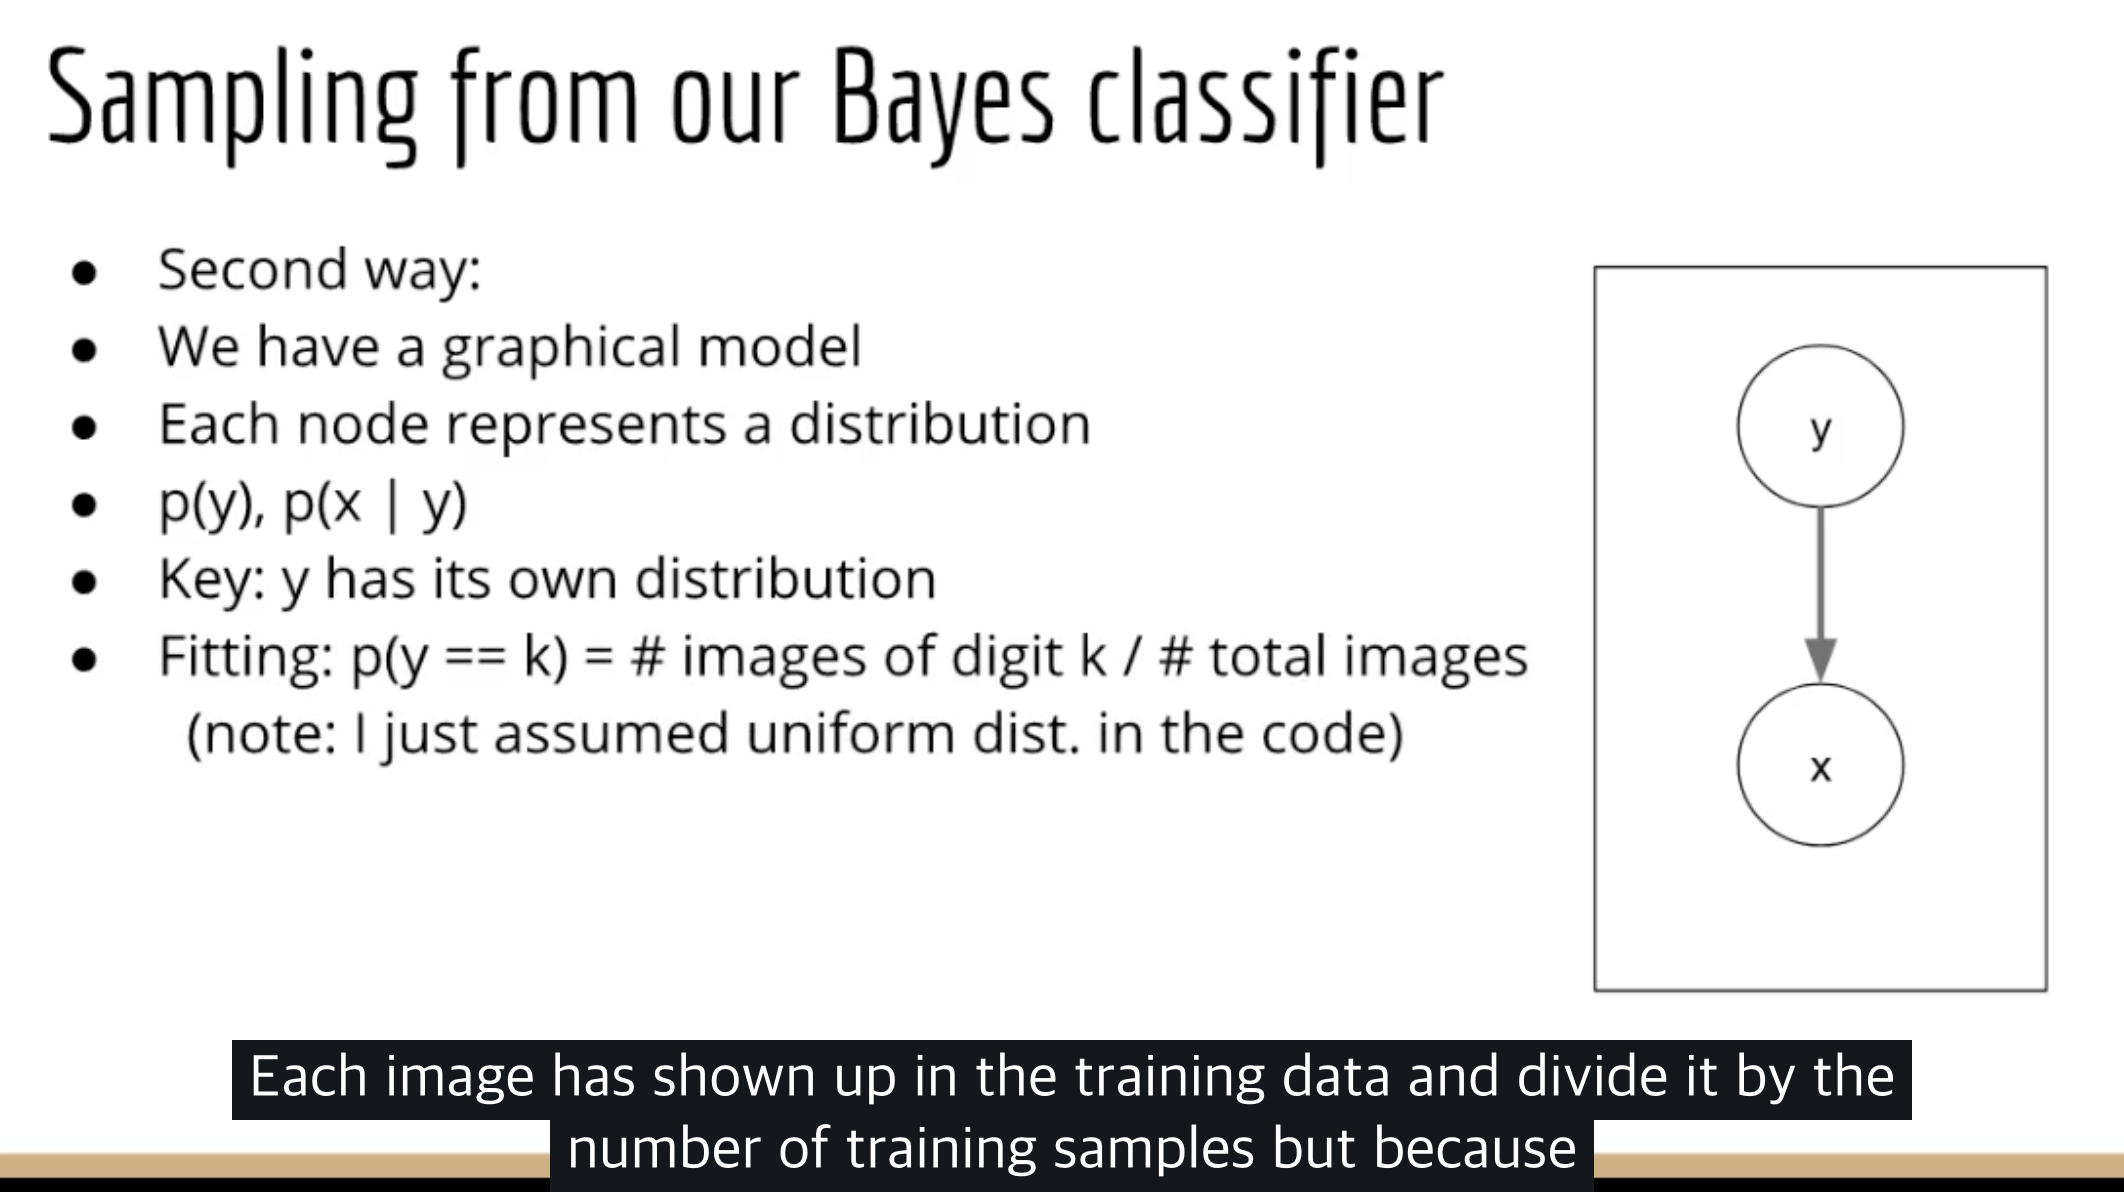 Sampling from our Bayes classifier
● Second way:
● We have a graphical model
● Each node represents a distribution
● p(y), p(x | y)
● Key: y has its own distribution
● Fitting: p(y == k) = # images of digit k / # total images
(note: I just assumed uniform dist. in the code)
y
x
Each image has shown up in the training data and divide it by the
number of training samples but because